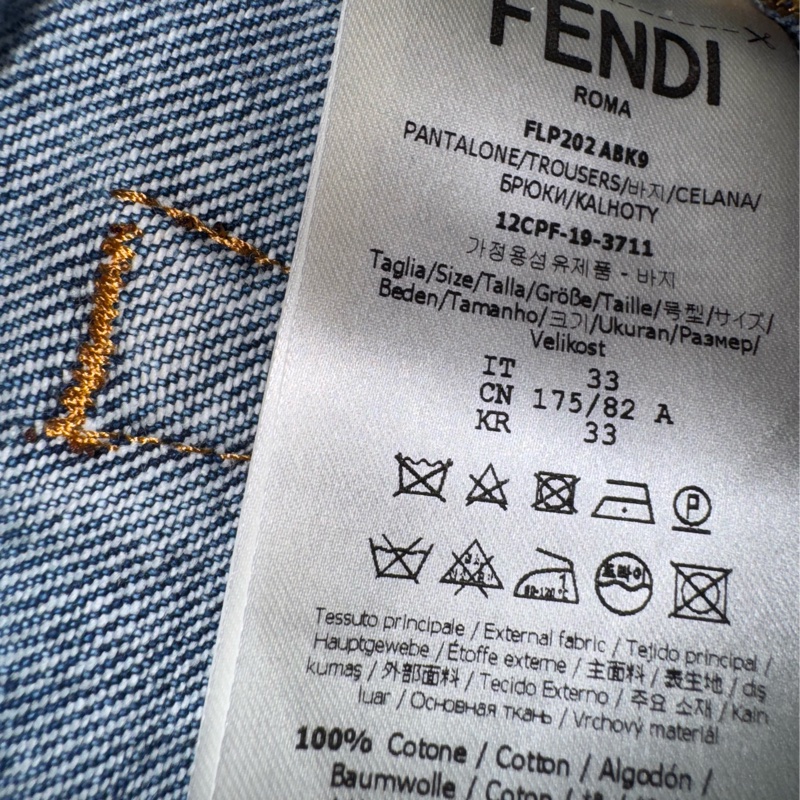 FENDI
ROMA
FLP202 ABK9
PANTALONE/TROUSERS/바지/CELANA/
БРЮКИ/KALHOTY
12CPF-19-3711
가정용섬유제품 - 바지
Taglia/Size/Talla/Größe/Taille/号型/サイズ/
Beden/Tamanho/크기/Ukuran/Размер/
Velikost
IT 33
CN 175/82 A
KR 33
P
드라이
Tessuto principale / External fabric / Tejido principal /
Hauptgewebe / Étoffe externe / 主面料 / 表生地 / dış
kumaş / 外部面料 / Tecido Externo / 주요 소재 / Kain
luar / Основная ткань / Vrchový materiál
100% Cotone / Cotton / Algodón /
Baumwolle / Coton /